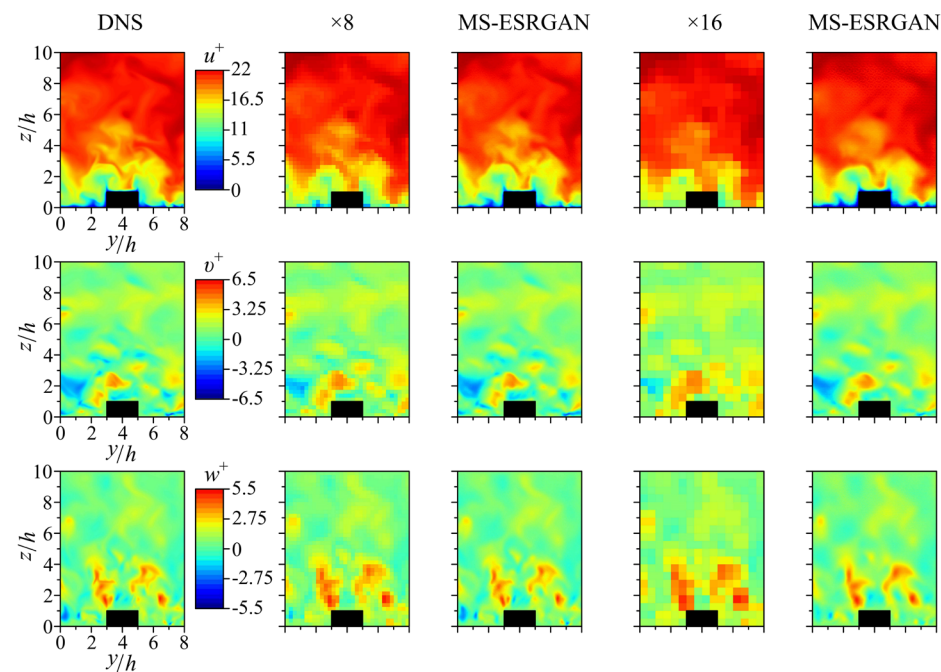 DNS ×8 MS-ESRGAN ×16 MS-ESRGAN
u⁺
10 8 6 4 2 0
z/h
22 16.5 11 5.5 0
0 2 4 6 8
y/h
υ⁺
10 8 6 4 2 0
z/h
6.5 3.25 0 -3.25 -6.5
0 2 4 6 8
y/h
w⁺
10 8 6 4 2 0
z/h
5.5 2.75 0 -2.75 -5.5
0 2 4 6 8
y/h